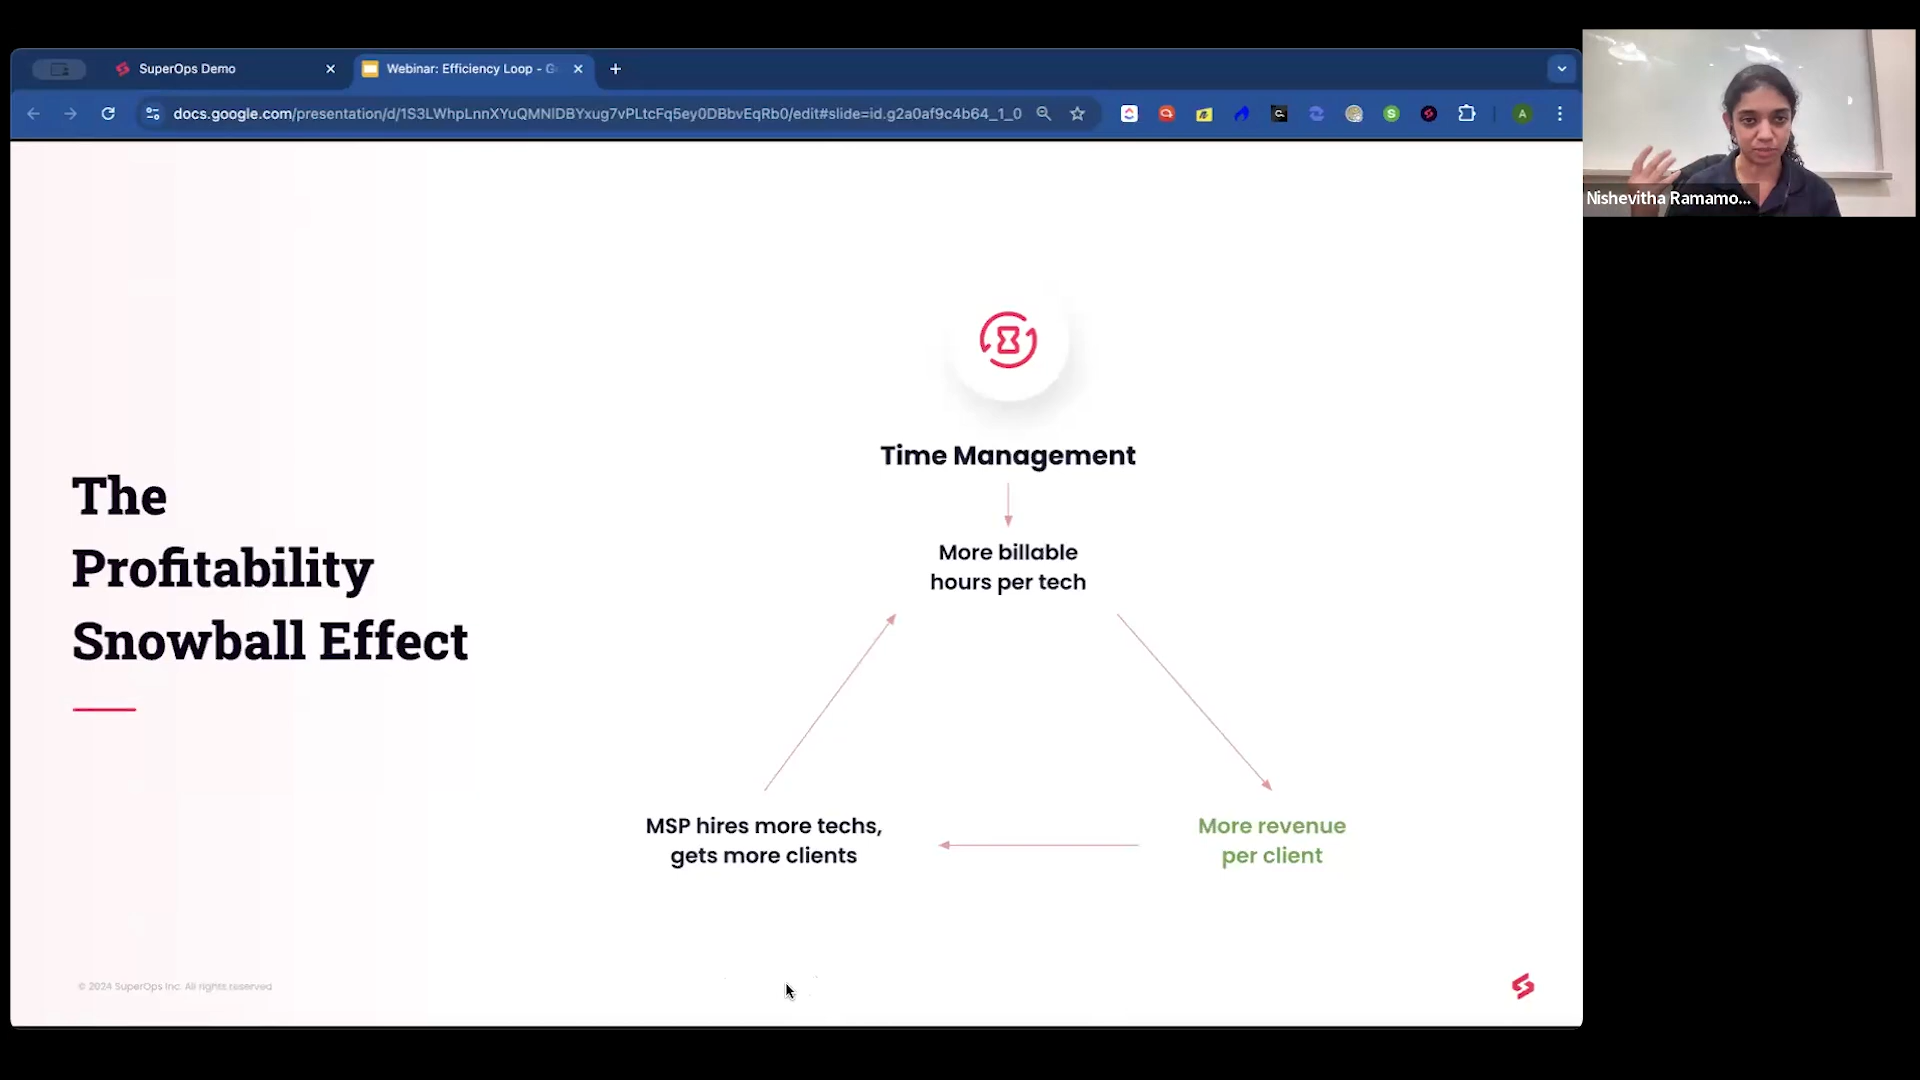 SuperOps Demo
Webinar: Efficiency Loop - G
docs.google.com/presentation/d/1S3LWhpLnnXYuQMNlDBYxug7vPLtcFq5ey0DBbvEqRb0/edit#slide=id.g2a0af9c4b64_1_0
A
Nishevitha Ramamo...
Time Management
More billable
hours per tech
The
Profitability
Snowball Effect
MSP hires more techs,
gets more clients
More revenue
per client
© 2024 SuperOps Inc. All rights reserved